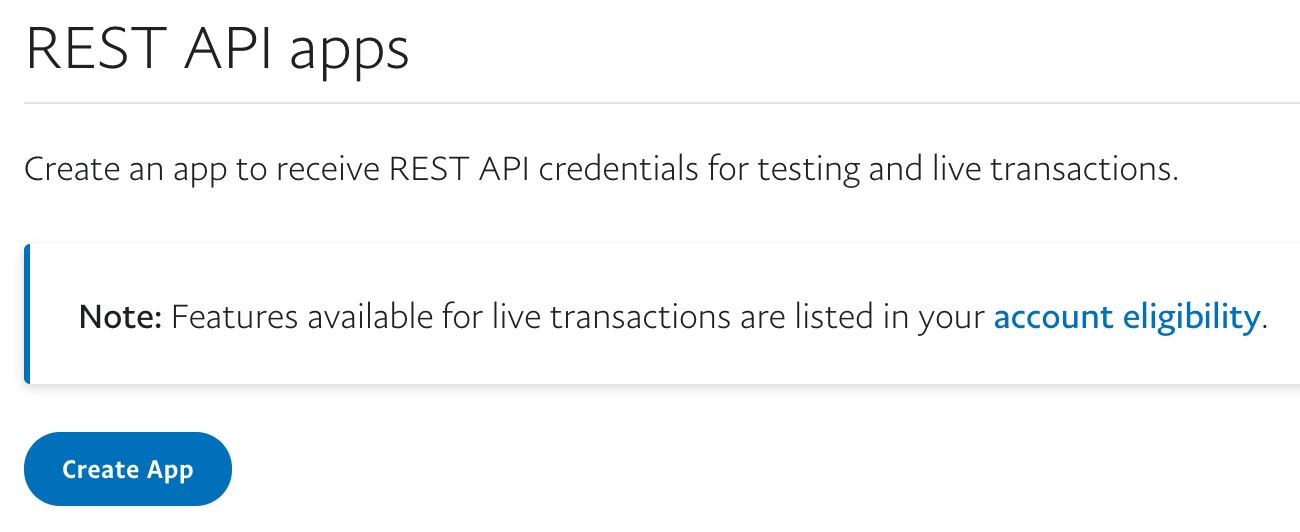 REST API apps
Create an app to receive REST API credentials for testing and live transactions.
Note: Features available for live transactions are listed in your account eligibility.
Create App